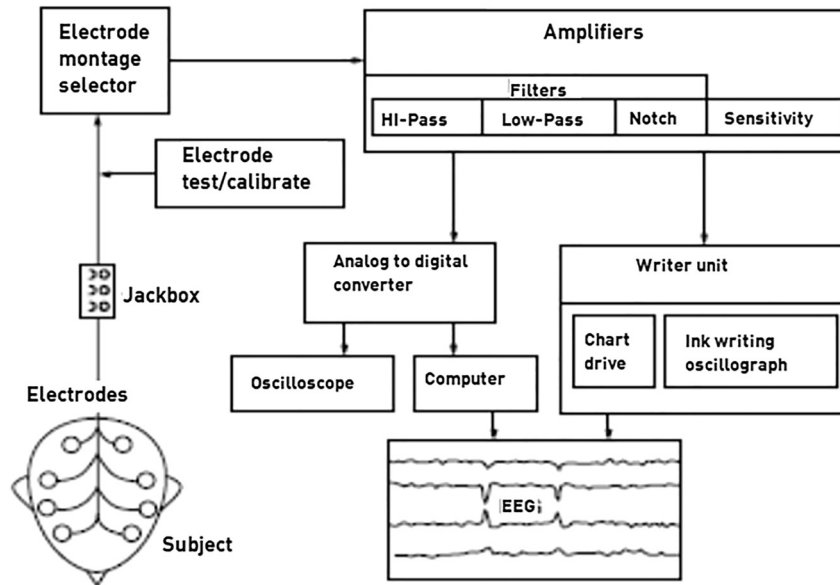 Electrode
montage
selector
Amplifiers
Filters
HI-Pass
Low-Pass
Notch
Sensitivity
Electrode
test/calibrate
Analog to digital
converter
Writer unit
Jackbox
Chart
drive
Ink writing
oscillograph
Oscilloscope
Computer
Electrodes
EEG
Subject